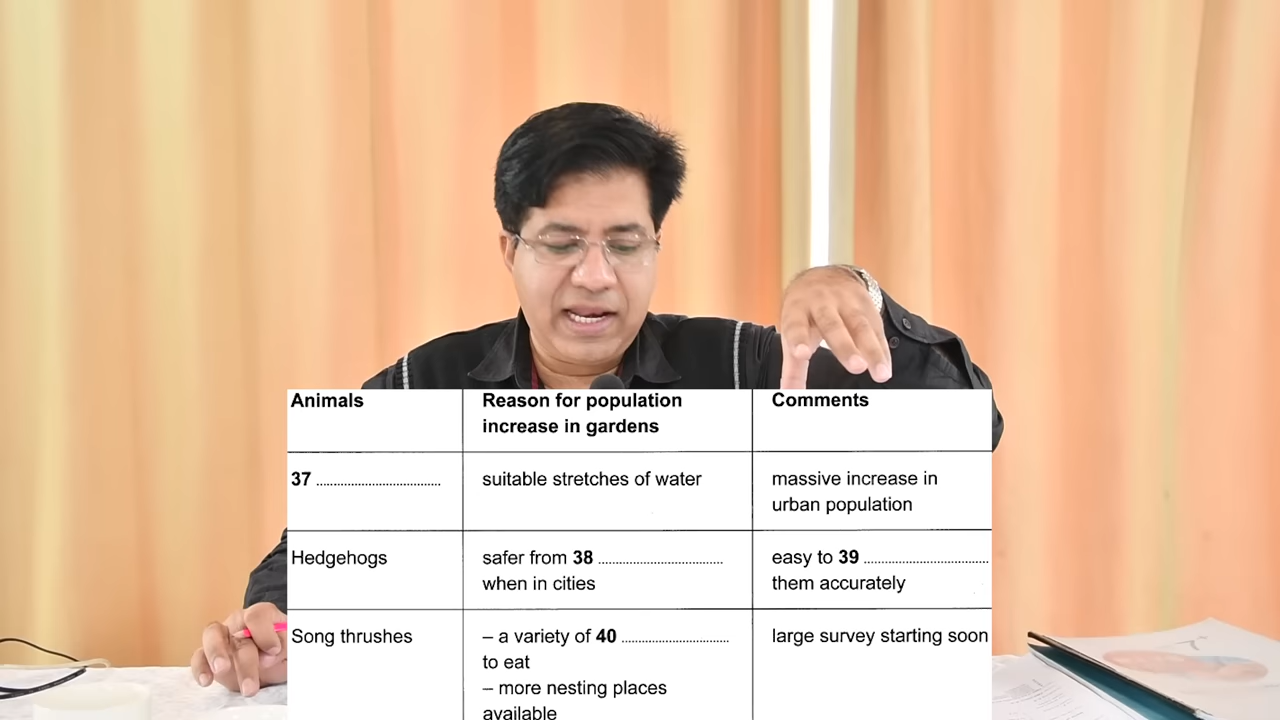 Animals
Reason for population
increase in gardens
Comments
37 ....................................
suitable stretches of water
massive increase in
urban population
Hedgehogs
safer from 38 ....................................
when in cities
easy to 39 ....................................
them accurately
Song thrushes
– a variety of 40 ..............................
to eat
– more nesting places
available
large survey starting soon